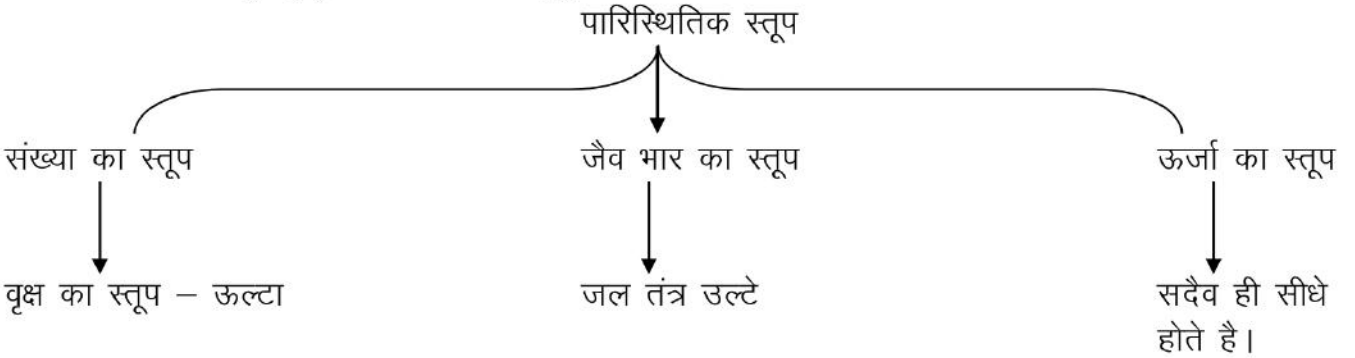 पारिस्थितिक स्तूप
संख्या का स्तूप
जैव भार का स्तूप
ऊर्जा का स्तूप
वृक्ष का स्तूप – ऊल्टा
जल तंत्र उल्टे
सदैव ही सीधे
होते है।